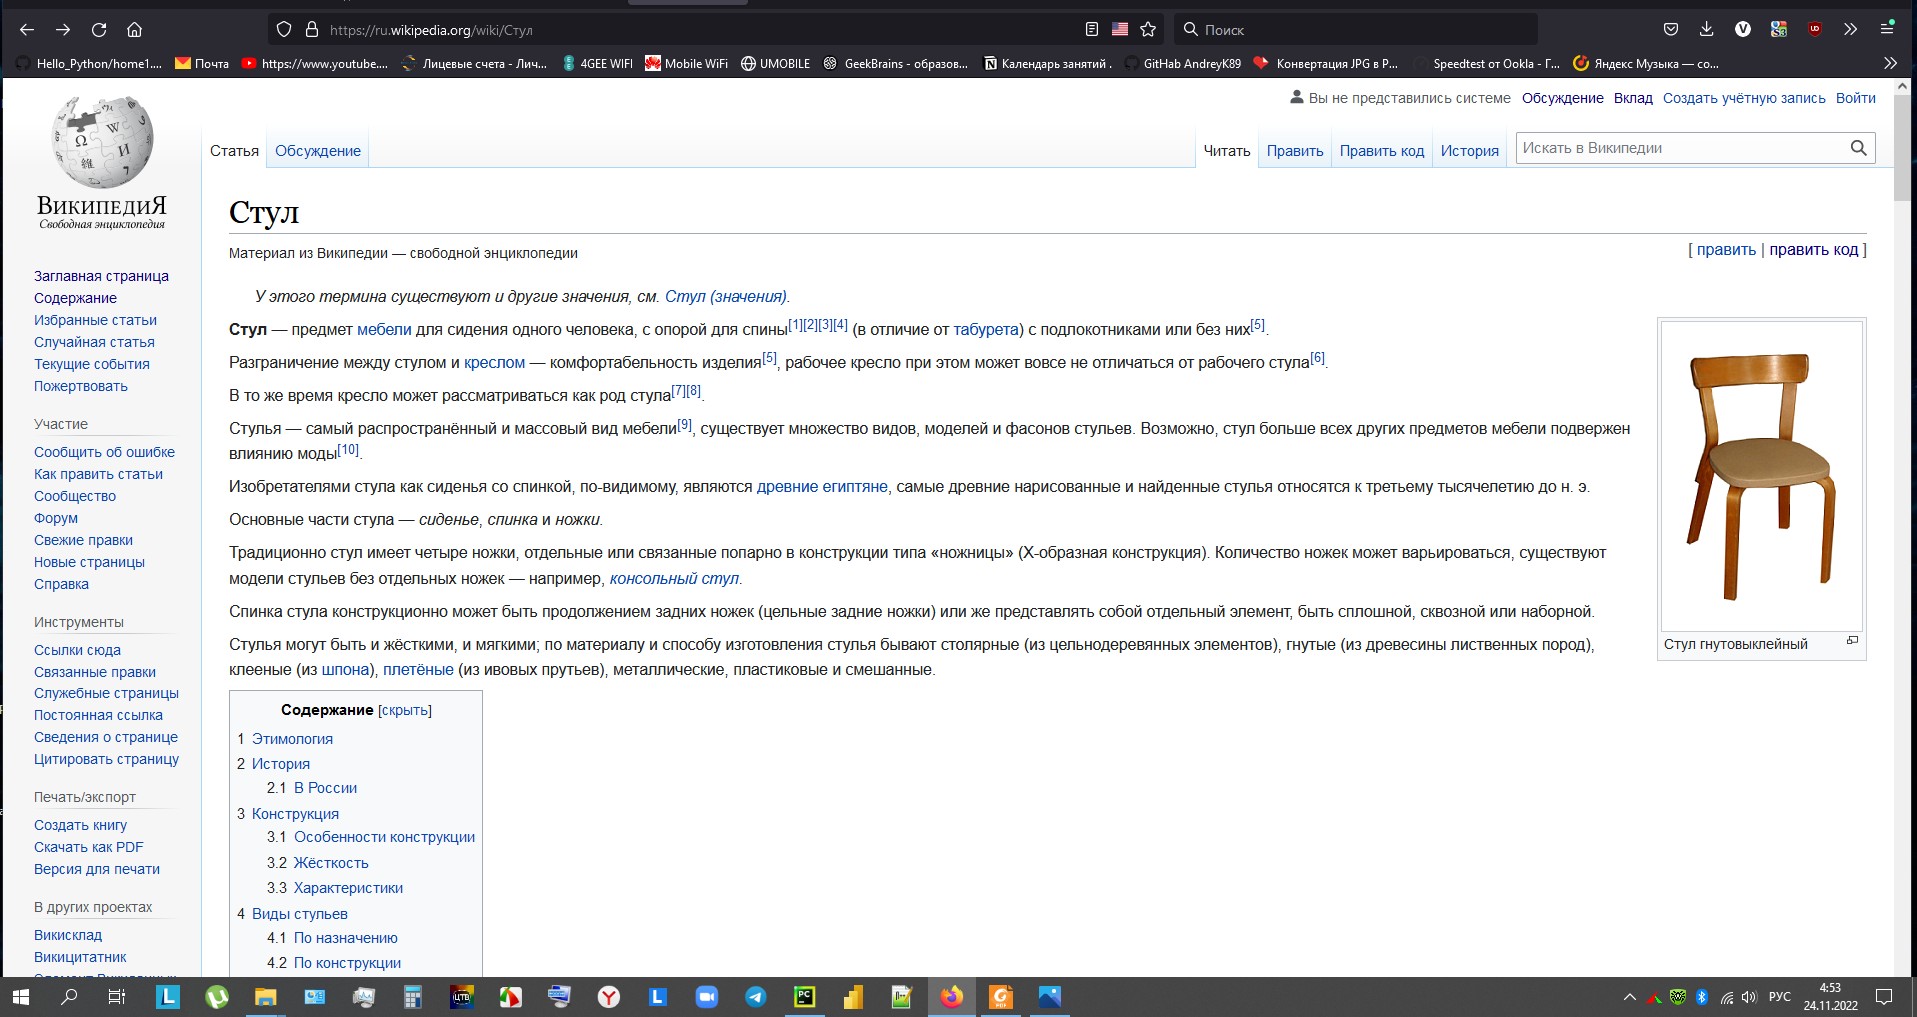 https://ru.wikipedia.org/wiki/Стул
Поиск
Hello_Python/home1....
Почта
https://www.youtube....
Лицевые счета - Лич...
4GEE WIFI
Mobile WiFi
UMOBILE
GeekBrains - образов...
Календарь занятий .
GitHab AndreyK89
Конвертация JPG в P...
Speedtest от Ookla - Г...
Яндекс Музыка — со...
Вы не представились системе Обсуждение Вклад Создать учётную запись Войти
Статья Обсуждение Читать Править Править код История Искать в Википедии
ВИКИПЕДИЯ
Свободная энциклопедия
Заглавная страница
Содержание
Избранные статьи
Случайная статья
Текущие события
Пожертвовать
Участие
Сообщить об ошибке
Как править статьи
Сообщество
Форум
Свежие правки
Новые страницы
Справка
Инструменты
Ссылки сюда
Связанные правки
Служебные страницы
Постоянная ссылка
Сведения о странице
Цитировать страницу
Печать/экспорт
Создать книгу
Скачать как PDF
Версия для печати
В других проектах
Викисклад
Викицитатник
Стул
Материал из Википедии — свободной энциклопедии
[ править | править код ]
У этого термина существуют и другие значения, см. Стул (значения).
Стул — предмет мебели для сидения одного человека, с опорой для спины[1][2][3][4] (в отличие от табурета) с подлокотниками или без них[5].
Разграничение между стулом и креслом — комфортабельность изделия[5], рабочее кресло при этом может вовсе не отличаться от рабочего стула[6].
В то же время кресло может рассматриваться как род стула[7][8].
Стулья — самый распространённый и массовый вид мебели[9], существует множество видов, моделей и фасонов стульев. Возможно, стул больше всех других предметов мебели подвержен
влиянию моды[10].
Изобретателями стула как сиденья со спинкой, по-видимому, являются древние египтяне, самые древние нарисованные и найденные стулья относятся к третьему тысячелетию до н. э.
Основные части стула — сиденье, спинка и ножки.
Традиционно стул имеет четыре ножки, отдельные или связанные попарно в конструкции типа «ножницы» (Х-образная конструкция). Количество ножек может варьироваться, существуют
модели стульев без отдельных ножек — например, консольный стул.
Спинка стула конструкционно может быть продолжением задних ножек (цельные задние ножки) или же представлять собой отдельный элемент, быть сплошной, сквозной или наборной.
Стулья могут быть и жёсткими, и мягкими; по материалу и способу изготовления стулья бывают столярные (из цельнодеревянных элементов), гнутые (из древесины лиственных пород),
клееные (из шпона), плетёные (из ивовых прутьев), металлические, пластиковые и смешанные.
Стул гнутовыклейный
Содержание [скрыть]
1 Этимология
2 История
2.1 В России
3 Конструкция
3.1 Особенности конструкции
3.2 Жёсткость
3.3 Характеристики
4 Виды стульев
4.1 По назначению
4.2 По конструкции
РУС
4:53
24.11.2022